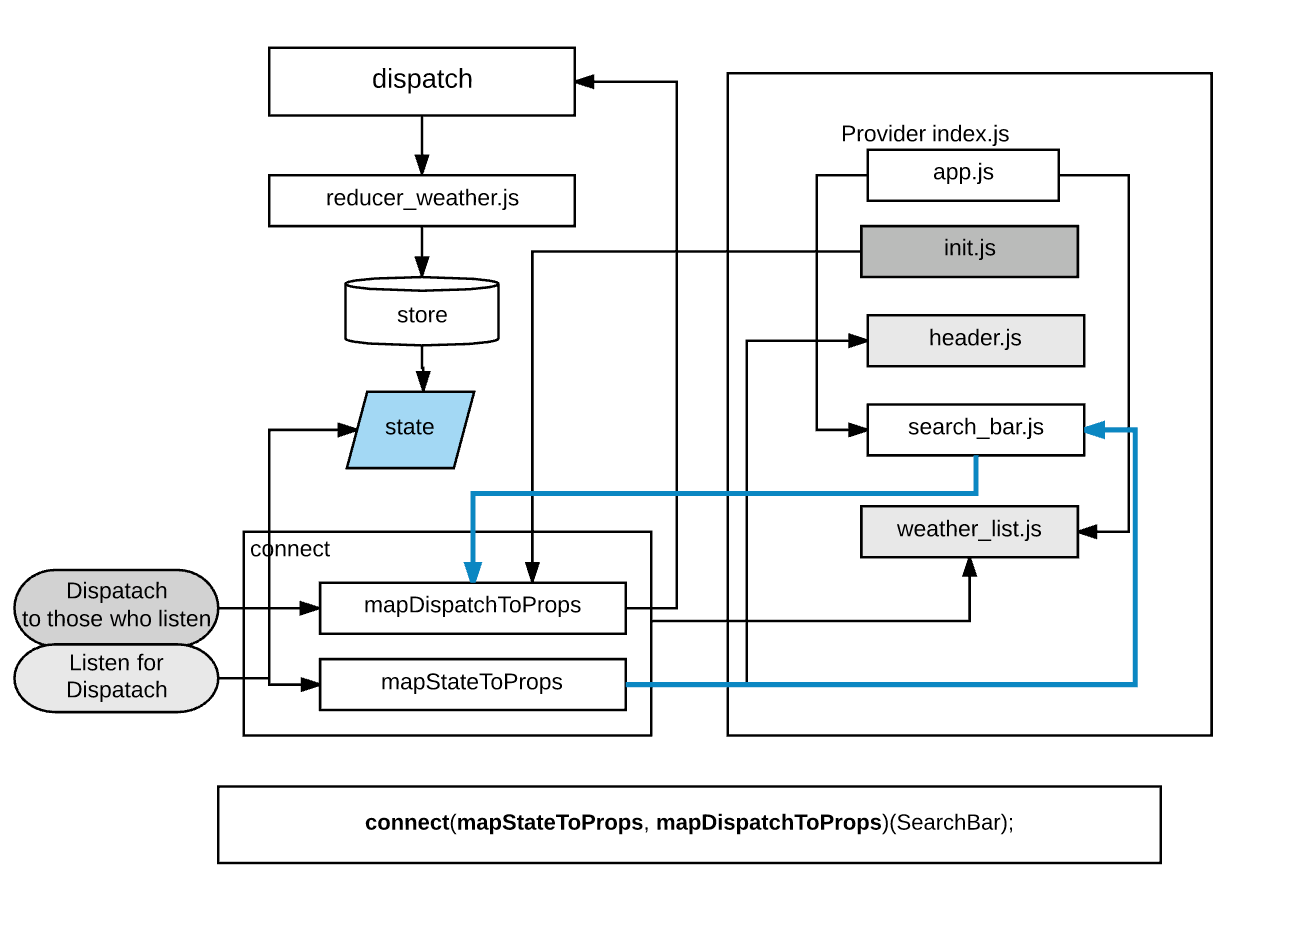 dispatch
Provider index.js
app.js
reducer_weather.js
init.js
store
header.js
state
search_bar.js
weather_list.js
connect
Dispatach
to those who listen
mapDispatchToProps
Listen for
Dispatach
mapStateToProps
connect(mapStateToProps, mapDispatchToProps)(SearchBar);